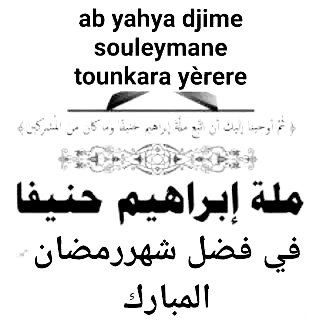 ab yahya djime
souleymane
tounkara yèrere
﴿ ثم أوحينا إليك أن اتبع ملة إبراهيم حنيفا وما كان من المشركين ﴾
ملة إبراهيم حنيفا
في فضل شهررمضان
المبارك